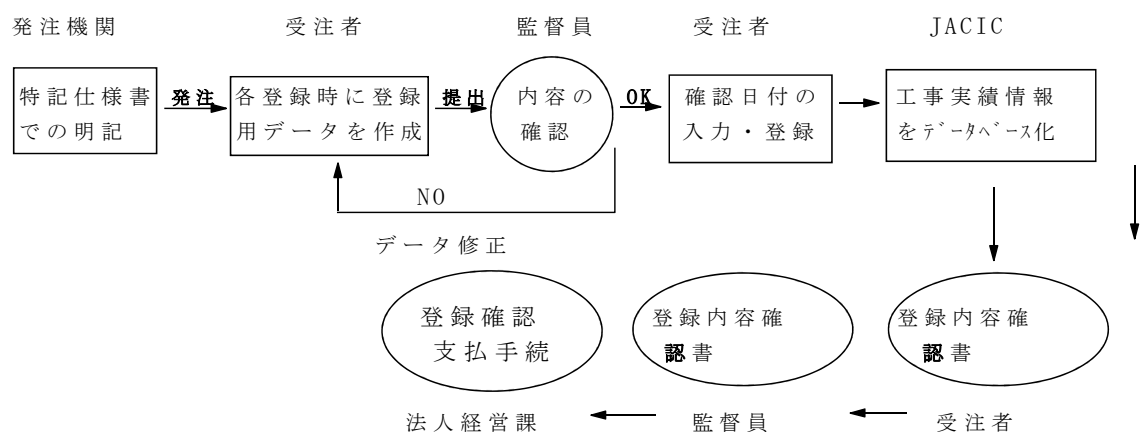 発注機関
受注者
監督員
受注者
JACIC
特記仕様書
での明記
発注
各登録時に登録
用データを作成
提出
内容の
確認
OK
確認日付の
入力・登録
工事実績情報
をﾃﾞｰﾀﾍﾞｰｽ化
NO
データ修正
登録確認
支払手続
登録内容確
認書
登録内容確
認書
法人経営課
監督員
受注者